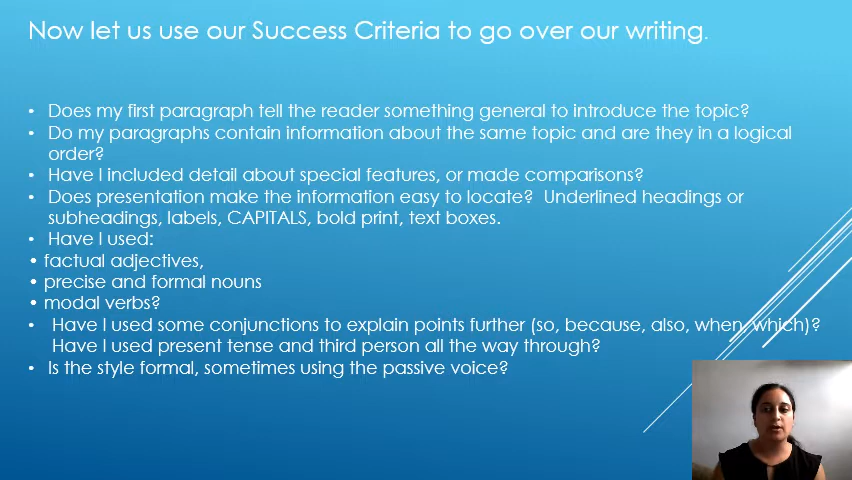 Now let us use our Success Criteria to go over our writing.
• Does my first paragraph tell the reader something general to introduce the topic?
• Do my paragraphs contain information about the same topic and are they in a logical
order?
• Have I included detail about special features, or made comparisons?
• Does presentation make the information easy to locate? Underlined headings or
subheadings, labels, CAPITALS, bold print, text boxes.
• Have I used:
• factual adjectives,
• precise and formal nouns
• modal verbs?
• Have I used some conjunctions to explain points further (so, because, also, when, which)?
Have I used present tense and third person all the way through?
• Is the style formal, sometimes using the passive voice?